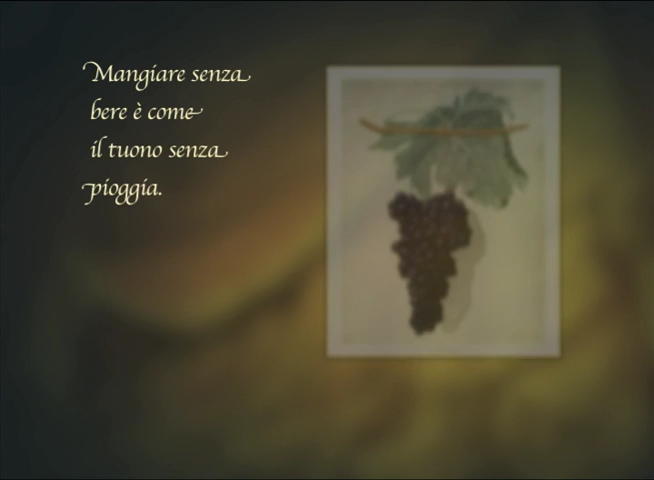 Mangiare senza
bere è come
il tuono senza
pioggia.